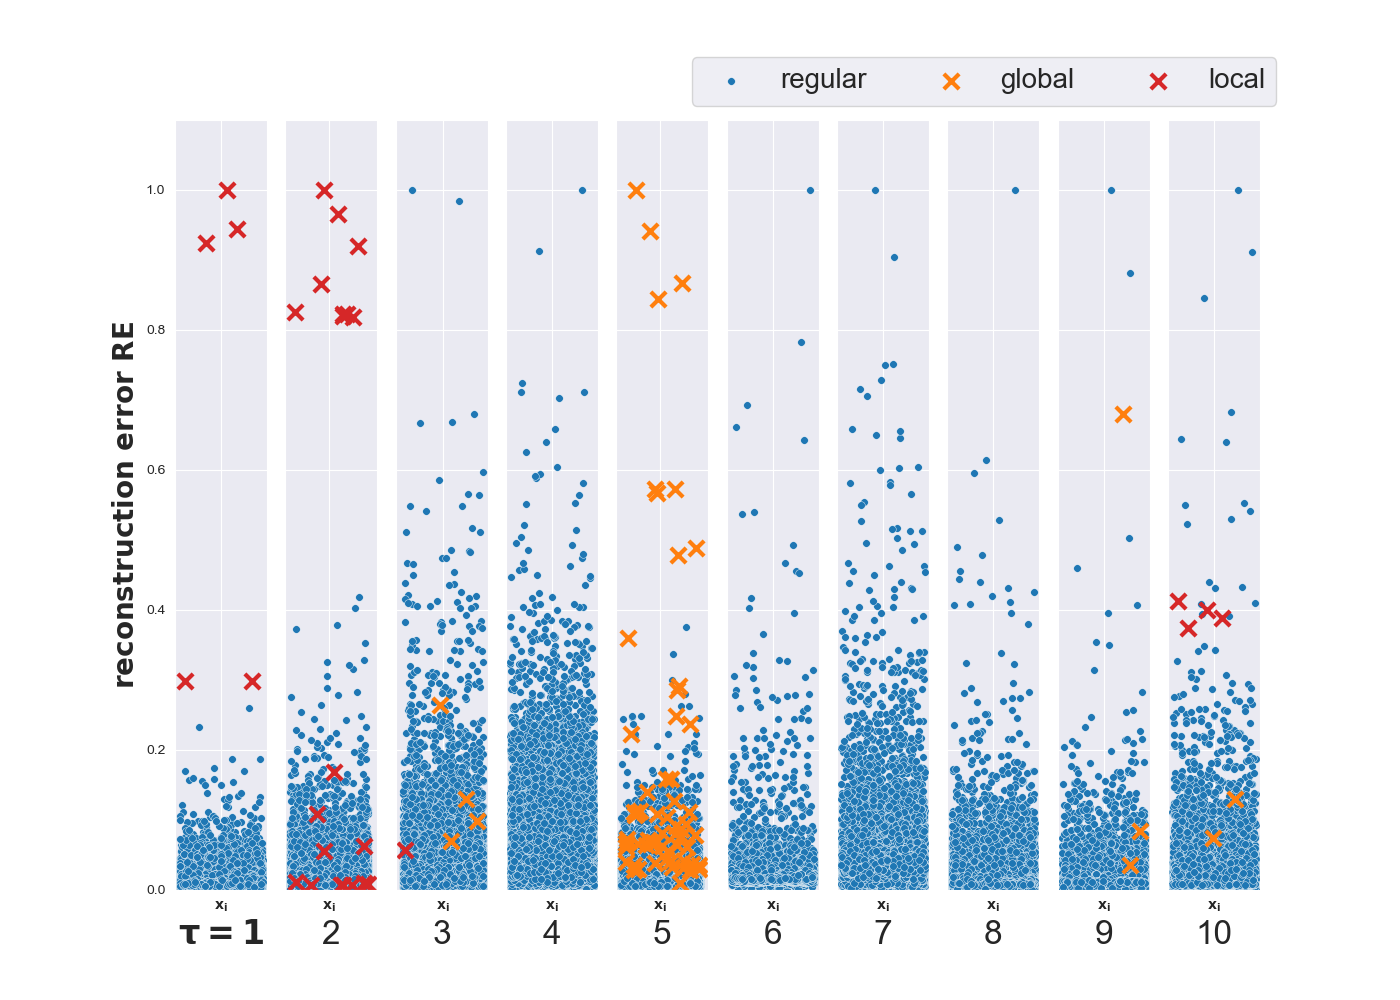 regular global local
reconstruction error RE
1.0
0.8
0.6
0.4
0.2
0.0
xi xi xi xi xi xi xi xi xi xi
τ = 1 2 3 4 5 6 7 8 9 10